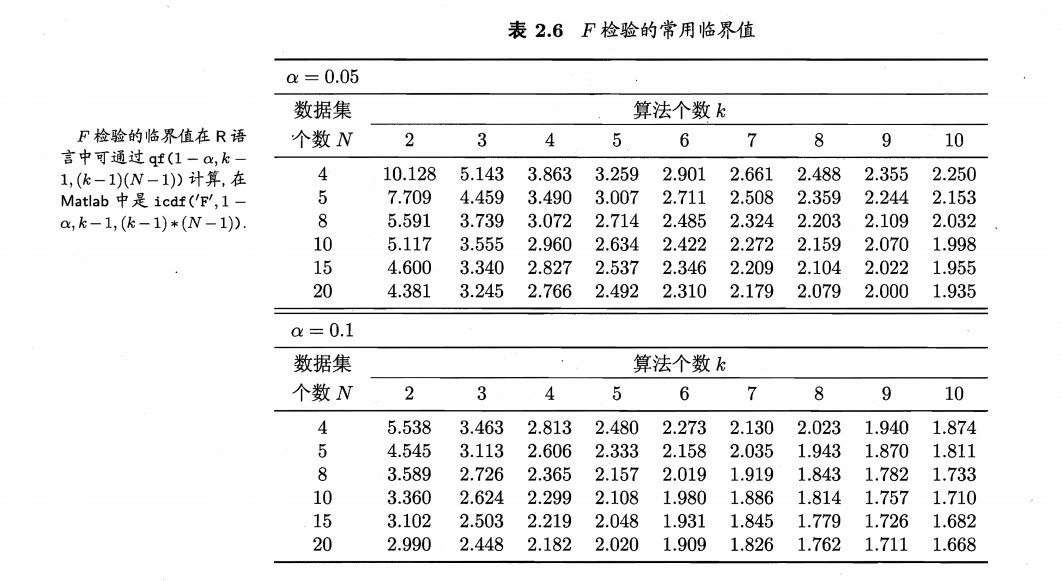 表 2.6 F 检验的常用临界值
F 检验的临界值在 R 语
言中可通过 qf(1 − α, k −
1, (k − 1)(N − 1)) 计算, 在
Matlab 中是 icdf('F', 1 −
α, k − 1, (k − 1) * (N − 1)).
α = 0.05
数据集 算法个数 k
个数 N 2 3 4 5 6 7 8 9 10
4 10.128 5.143 3.863 3.259 2.901 2.661 2.488 2.355 2.250
5 7.709 4.459 3.490 3.007 2.711 2.508 2.359 2.244 2.153
8 5.591 3.739 3.072 2.714 2.485 2.324 2.203 2.109 2.032
10 5.117 3.555 2.960 2.634 2.422 2.272 2.159 2.070 1.998
15 4.600 3.340 2.827 2.537 2.346 2.209 2.104 2.022 1.955
20 4.381 3.245 2.766 2.492 2.310 2.179 2.079 2.000 1.935
α = 0.1
数据集 算法个数 k
个数 N 2 3 4 5 6 7 8 9 10
4 5.538 3.463 2.813 2.480 2.273 2.130 2.023 1.940 1.874
5 4.545 3.113 2.606 2.333 2.158 2.035 1.943 1.870 1.811
8 3.589 2.726 2.365 2.157 2.019 1.919 1.843 1.782 1.733
10 3.360 2.624 2.299 2.108 1.980 1.886 1.814 1.757 1.710
15 3.102 2.503 2.219 2.048 1.931 1.845 1.779 1.726 1.682
20 2.990 2.448 2.182 2.020 1.909 1.826 1.762 1.711 1.668